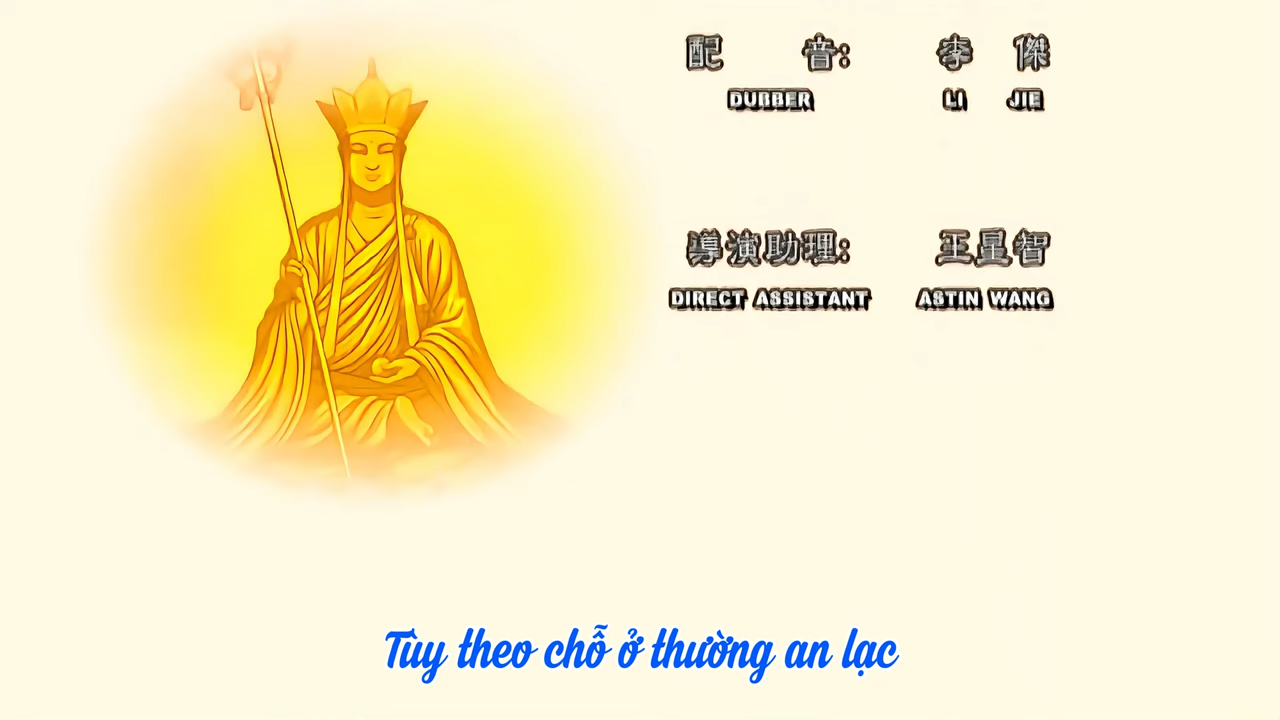 配 音: 李 傑
DUBBER LI JIE
導演助理: 王星智
DIRECT ASSISTANT ASTIN WANG
Tùy theo chỗ ở thường an lạc